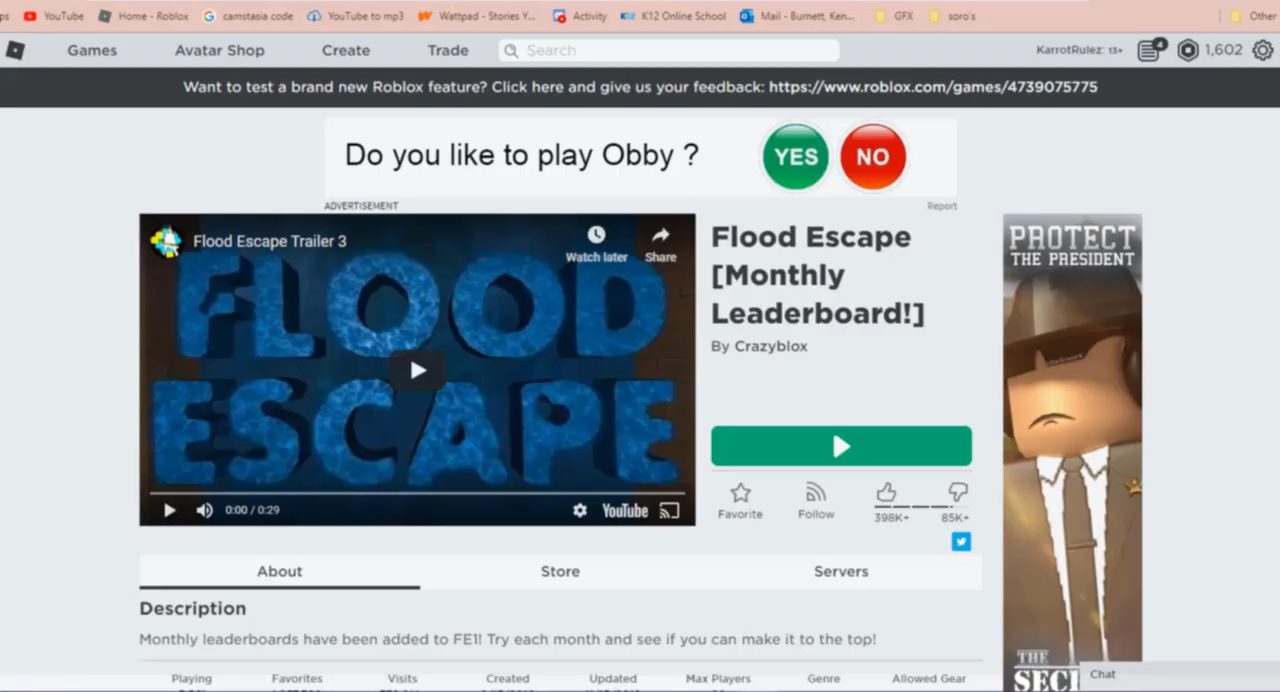 ps YouTube Home - Roblox camstasia code YouTube to mp3 Wattpad - Stories Y... Activity K12 K12 Online School Mail - Burnett, Ken... GFX soro's Other
Games Avatar Shop Create Trade Search KarrotRulez: 13+ 4 1,602
Want to test a brand new Roblox feature? Click here and give us your feedback: https://www.roblox.com/games/4739075775
Do you like to play Obby ? YES NO
ADVERTISEMENT Report
Flood Escape Trailer 3
Watch later Share
FLOOD
ESCAPE
0:00 / 0:29 YouTube
Flood Escape
[Monthly
Leaderboard!]
By Crazyblox
Favorite Follow 398K+ 85K+
PROTECT
THE PRESIDENT
THE
SECI
About Store Servers
Description
Monthly leaderboards have been added to FE1! Try each month and see if you can make it to the top!
Playing Favorites Visits Created Updated Max Players Genre Allowed Gear
Chat